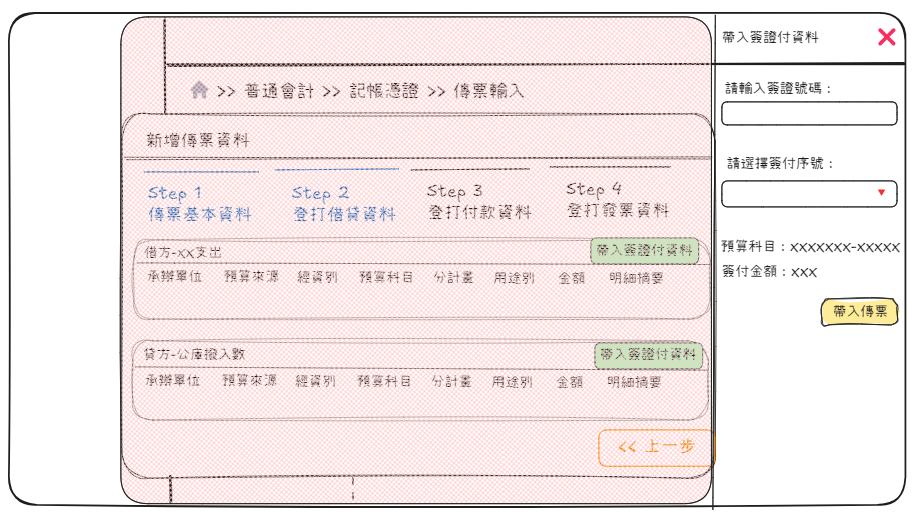 帶入簽證付資料
>> 普通會計 >> 記帳憑證 >> 傳票輸入
請輸入簽證號碼：
新增傳票資料
請選擇簽付序號：
Step 1
Step 2
Step 3
Step 4
傳票基本資料
登打借貸資料
登打付款資料
登打發票資料
借方-xx支出
帶入簽證付資料
承辦單位 預算來源 經資別 預算科目 分計畫 用途別 金額 明細摘要
預算科目：xxxxxxx-xxxxx
簽付金額：xxx
帶入傳票
貸方-公庫撥入數
帶入簽證付資料
承辦單位 預算來源 經資別 預算科目 分計畫 用途別 金額 明細摘要
<< 上一步